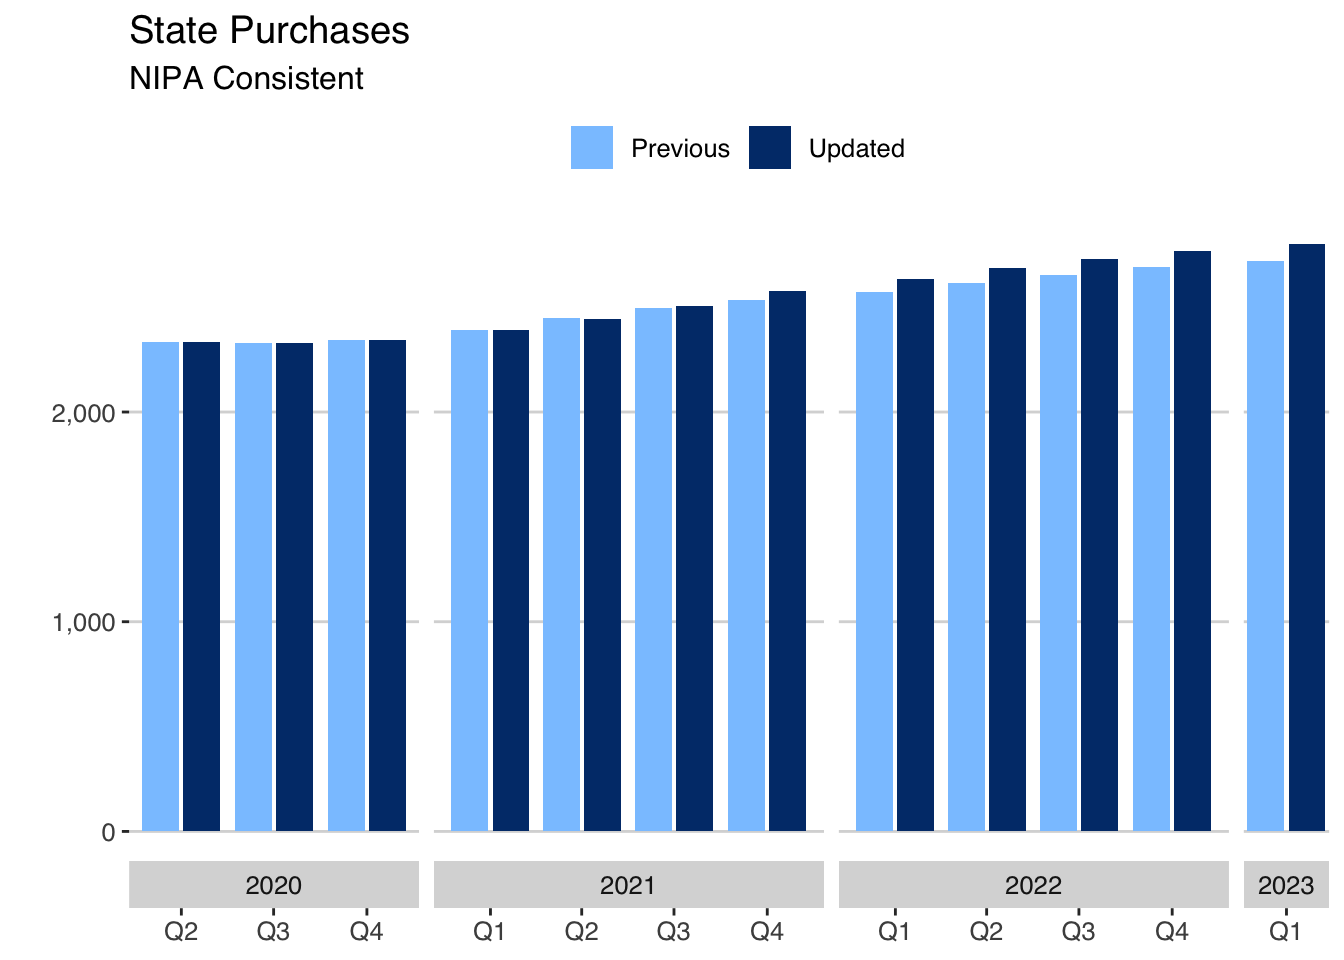 State Purchases
NIPA Consistent
Previous Updated
2,000
1,000
0
2020 2021 2022 2023
Q2 Q3 Q4 Q1 Q2 Q3 Q4 Q1 Q2 Q3 Q4 Q1